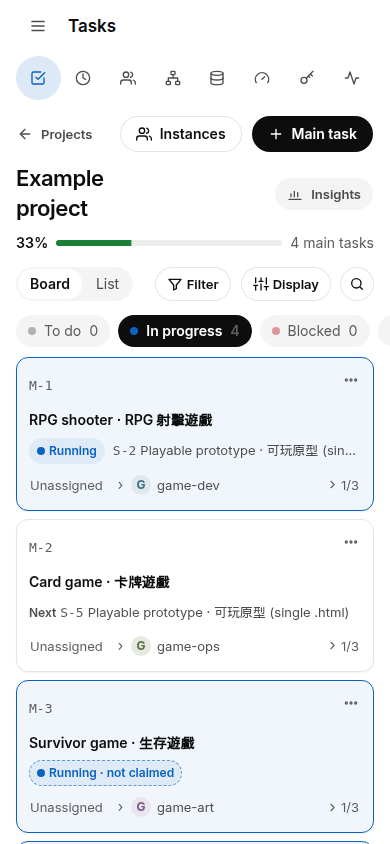 Tasks
Projects
Instances
Main task
Example
project
Insights
33%
4 main tasks
Board
List
Filter
Display
To do 0
In progress 4
Blocked 0
M-1
RPG shooter · RPG 射擊遊戲
Running
S-2 Playable prototype · 可玩原型 (sin…
Unassigned
G
game-dev
1/3
M-2
Card game · 卡牌遊戲
Next S-5 Playable prototype · 可玩原型 (single .html)
Unassigned
G
game-ops
1/3
M-3
Survivor game · 生存遊戲
Running · not claimed
Unassigned
G
game-art
1/3